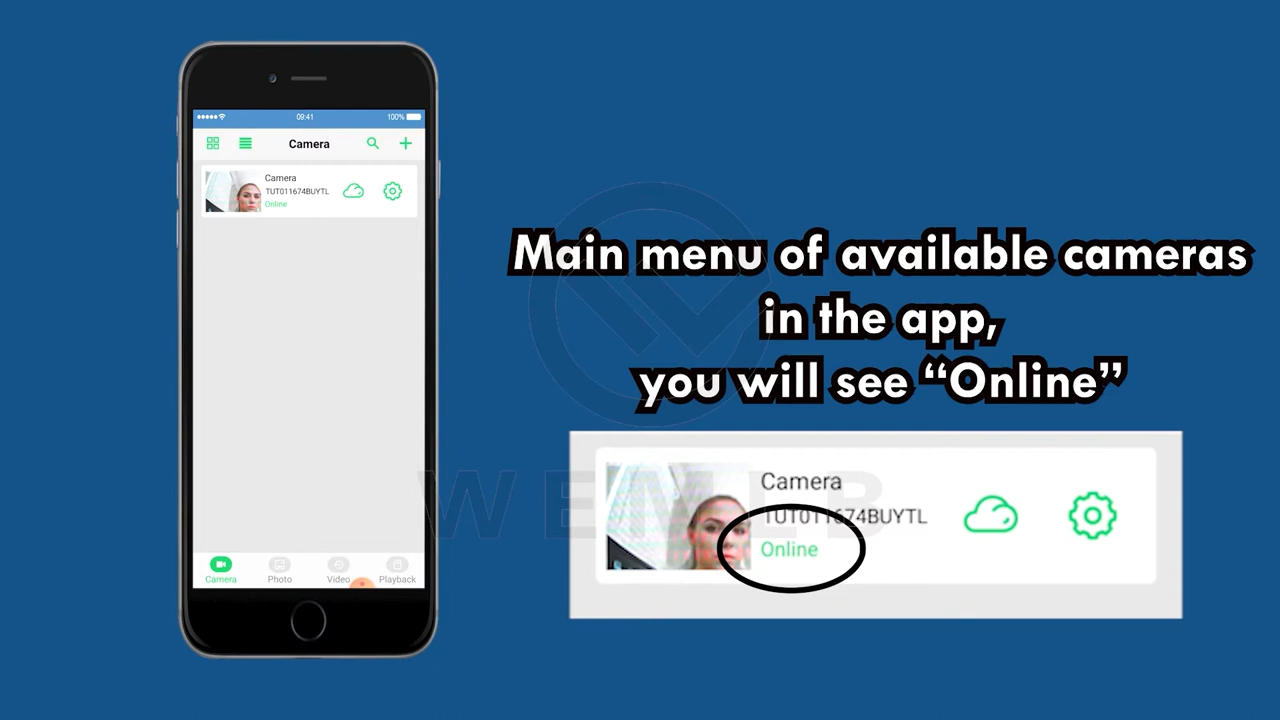 09:41
100%
Camera
Camera
TUT011674BUYTL
Online
Camera
Photo
Video
Playback
Main menu of available cameras
in the app,
you will see “Online”
Camera
TUT011674BUYTL
Online